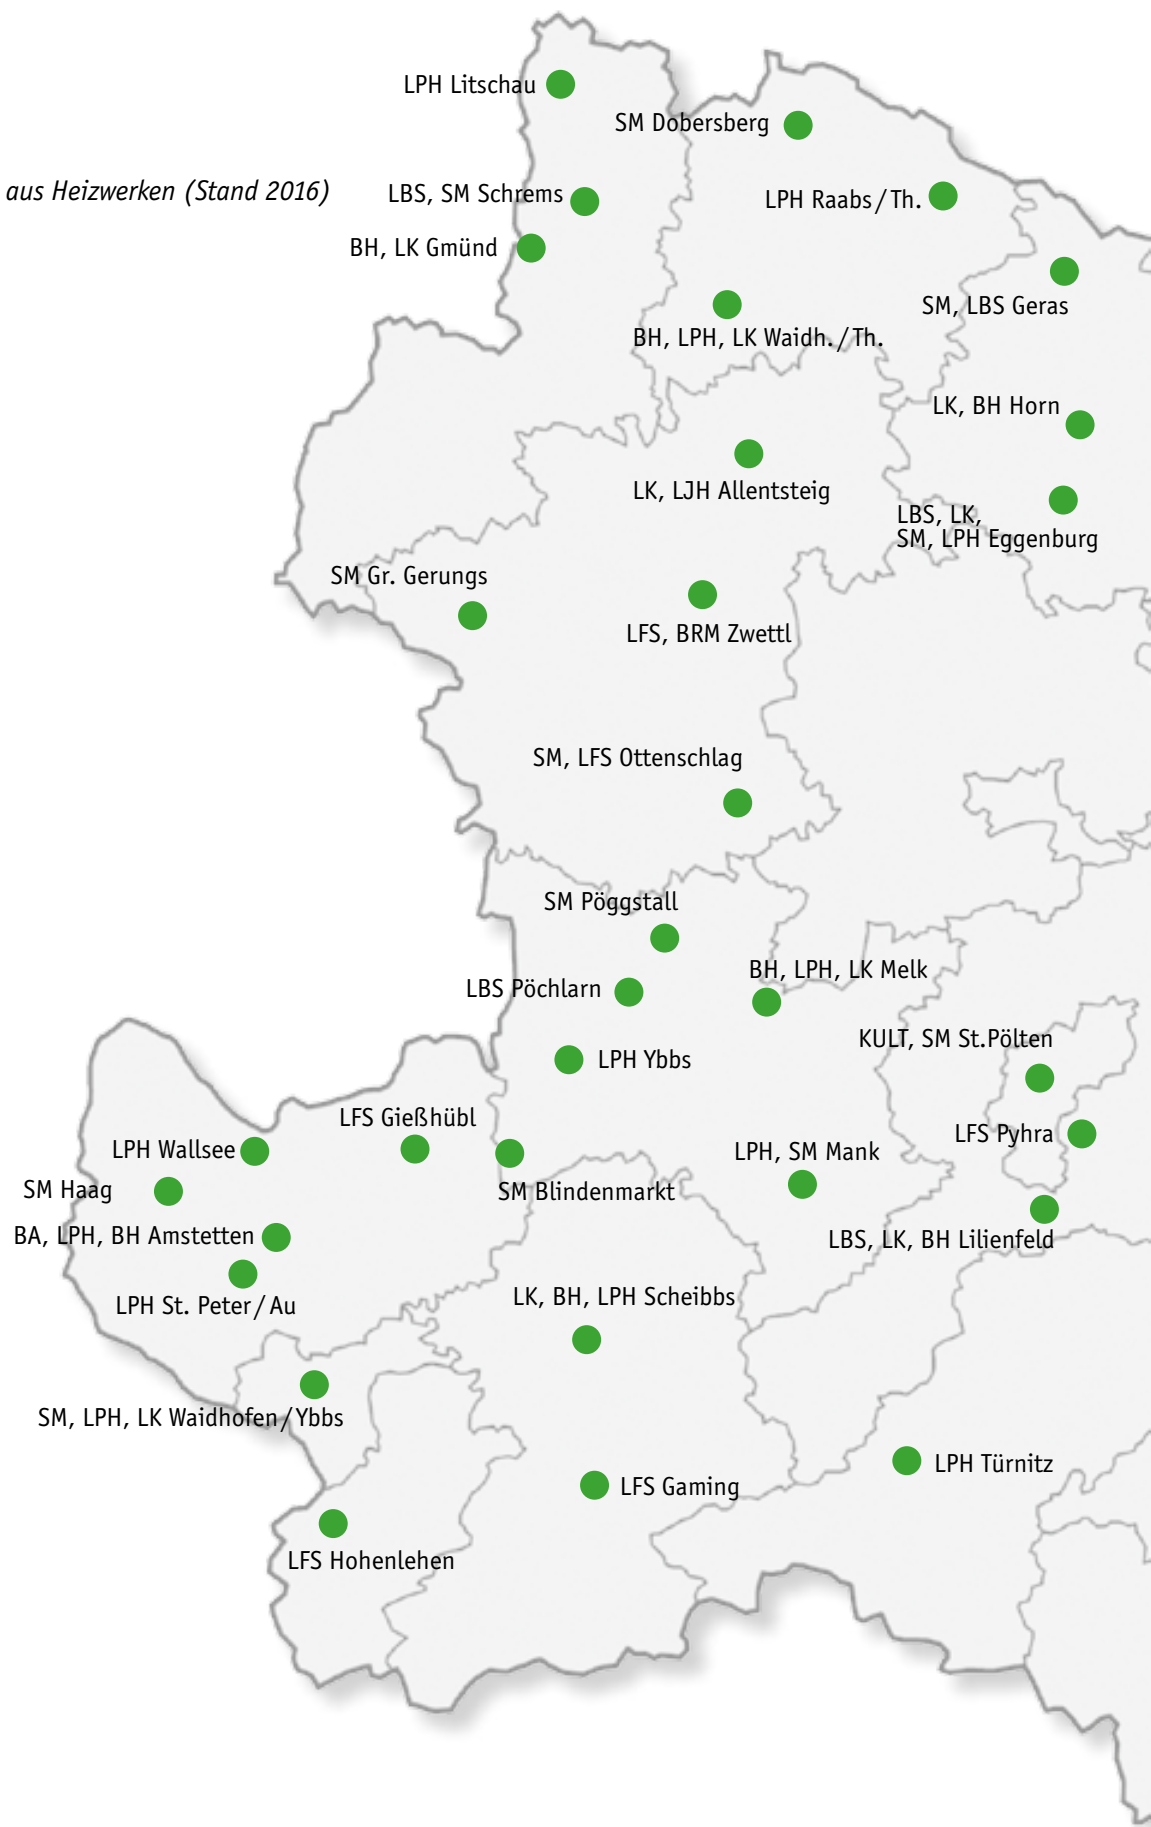 LPH Litschau
SM Dobersberg
aus Heizwerken (Stand 2016)
LBS, SM Schrems
LPH Raabs/Th.
BH, LK Gmünd
SM, LBS Geras
BH, LPH, LK Waidh./Th.
LK, BH Horn
LK, LJH Allentsteig
LBS, LK,
SM, LPH Eggenburg
SM Gr. Gerungs
LFS, BRM Zwettl
SM, LFS Ottenschlag
SM Pöggstall
BH, LPH, LK Melk
LBS Pöchlarn
KULT, SM St.Pölten
LPH Ybbs
LFS Gießhübl
LFS Pyhra
LPH Wallsee
LPH, SM Mank
SM Haag
SM Blindenmarkt
BA, LPH, BH Amstetten
LBS, LK, BH Lilienfeld
LPH St. Peter/Au
LK, BH, LPH Scheibbs
SM, LPH, LK Waidhofen/Ybbs
LPH Türnitz
LFS Gaming
LFS Hohenlehen